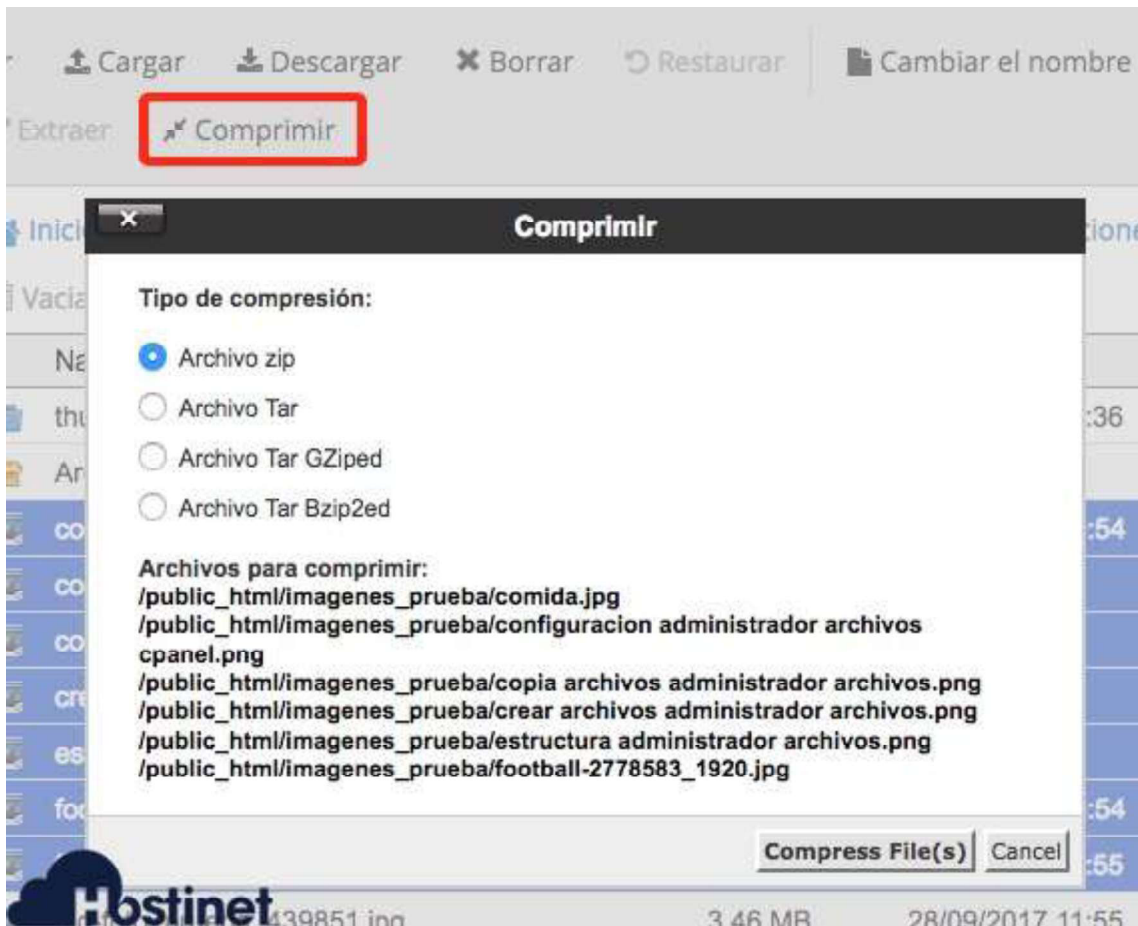 Cargar Descargar Borrar Restaurar Cambiar el nombre
Extraer Comprimir
Comprimir
Tipo de compresión:
Archivo zip
Archivo Tar
Archivo Tar GZiped
Archivo Tar Bzip2ed
Archivos para comprimir:
/public_html/imagenes_prueba/comida.jpg
/public_html/imagenes_prueba/configuracion administrador archivos
cpanel.png
/public_html/imagenes_prueba/copia archivos administrador archivos.png
/public_html/imagenes_prueba/crear archivos administrador archivos.png
/public_html/imagenes_prueba/estructura administrador archivos.png
/public_html/imagenes_prueba/football-2778583_1920.jpg
Compress File(s) Cancel
Hostinet
439851.jpg 3,46 MB 28/09/2017 11:55